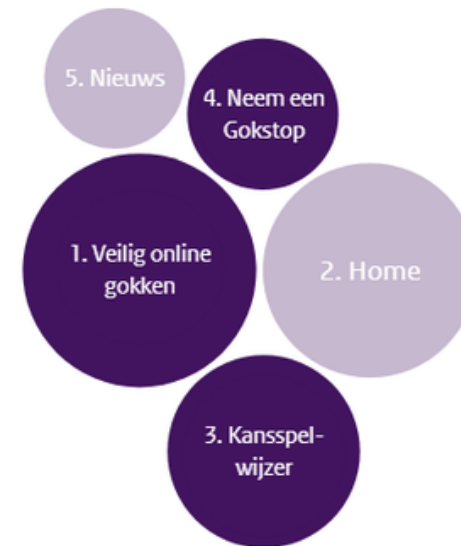 5. Nieuws
4. Neem een
Gokstop
1. Veilig online
gokken
2. Home
3. Kansspel-
wijzer